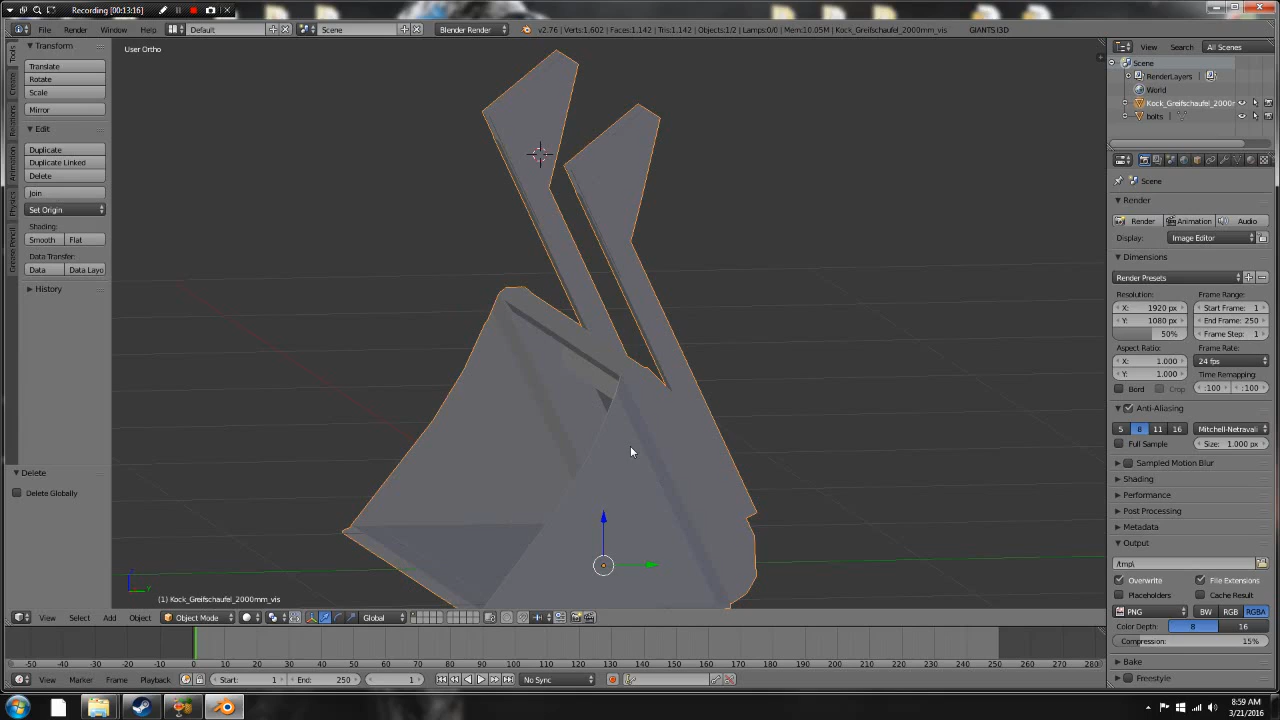 Recording [00:13:16]
File Render Window Help Default Scene Blender Render v2.76 | Verts:1.602 | Faces:1.142 | Tris:1.142 | Objects:1/2 | Lamps:0/0 | Mem:10.05M | Kock_Greifschaufel_2000mm_vis GIANTS I3D
View Search All Scenes
Transform
User Ortho
Scene
Translate
RenderLayers
Rotate
World
Scale
Kock_Greifschaufel_2000m
Mirror
bolts
Edit
Duplicate
Duplicate Linked
Delete
Scene
Join
Render
Set Origin
Render Animation Audio
Shading:
Display: Image Editor
Smooth Flat
Dimensions
Data Transfer:
Data Data Layo
Render Presets
History
Resolution: Frame Range:
X: 1920 px Start Frame: 1
Y: 1080 px End Frame: 250
50% Frame Step: 1
Aspect Ratio: Frame Rate:
X: 1.000 24 fps
Y: 1.000 Time Remapping:
Bord Crop :100 :100
Anti-Aliasing
5 8 11 16 Mitchell-Netravali
Full Sample Size: 1.000 px
Sampled Motion Blur
Delete
Shading
Delete Globally
Performance
Post Processing
Metadata
Output
/tmp\
Overwrite File Extensions
Placeholders Cache Result
(1) Kock_Greifschaufel_2000mm_vis
PNG BW RGB RGBA
View Select Add Object Object Mode Global
Color Depth: 8 16
Compression: 15%
-50 -40 -30 -20 -10 0 10 20 30 40 50 60 70 80 90 100 110 120 130 140 150 160 170 180 190 200 210 220 230 240 250 260 270 280
Bake
View Marker Frame Playback Start: 1 End: 250 1 No Sync
Freestyle
8:59 AM
3/21/2016
Tools
Create
Relations
Animation
Physics
Grease Pencil